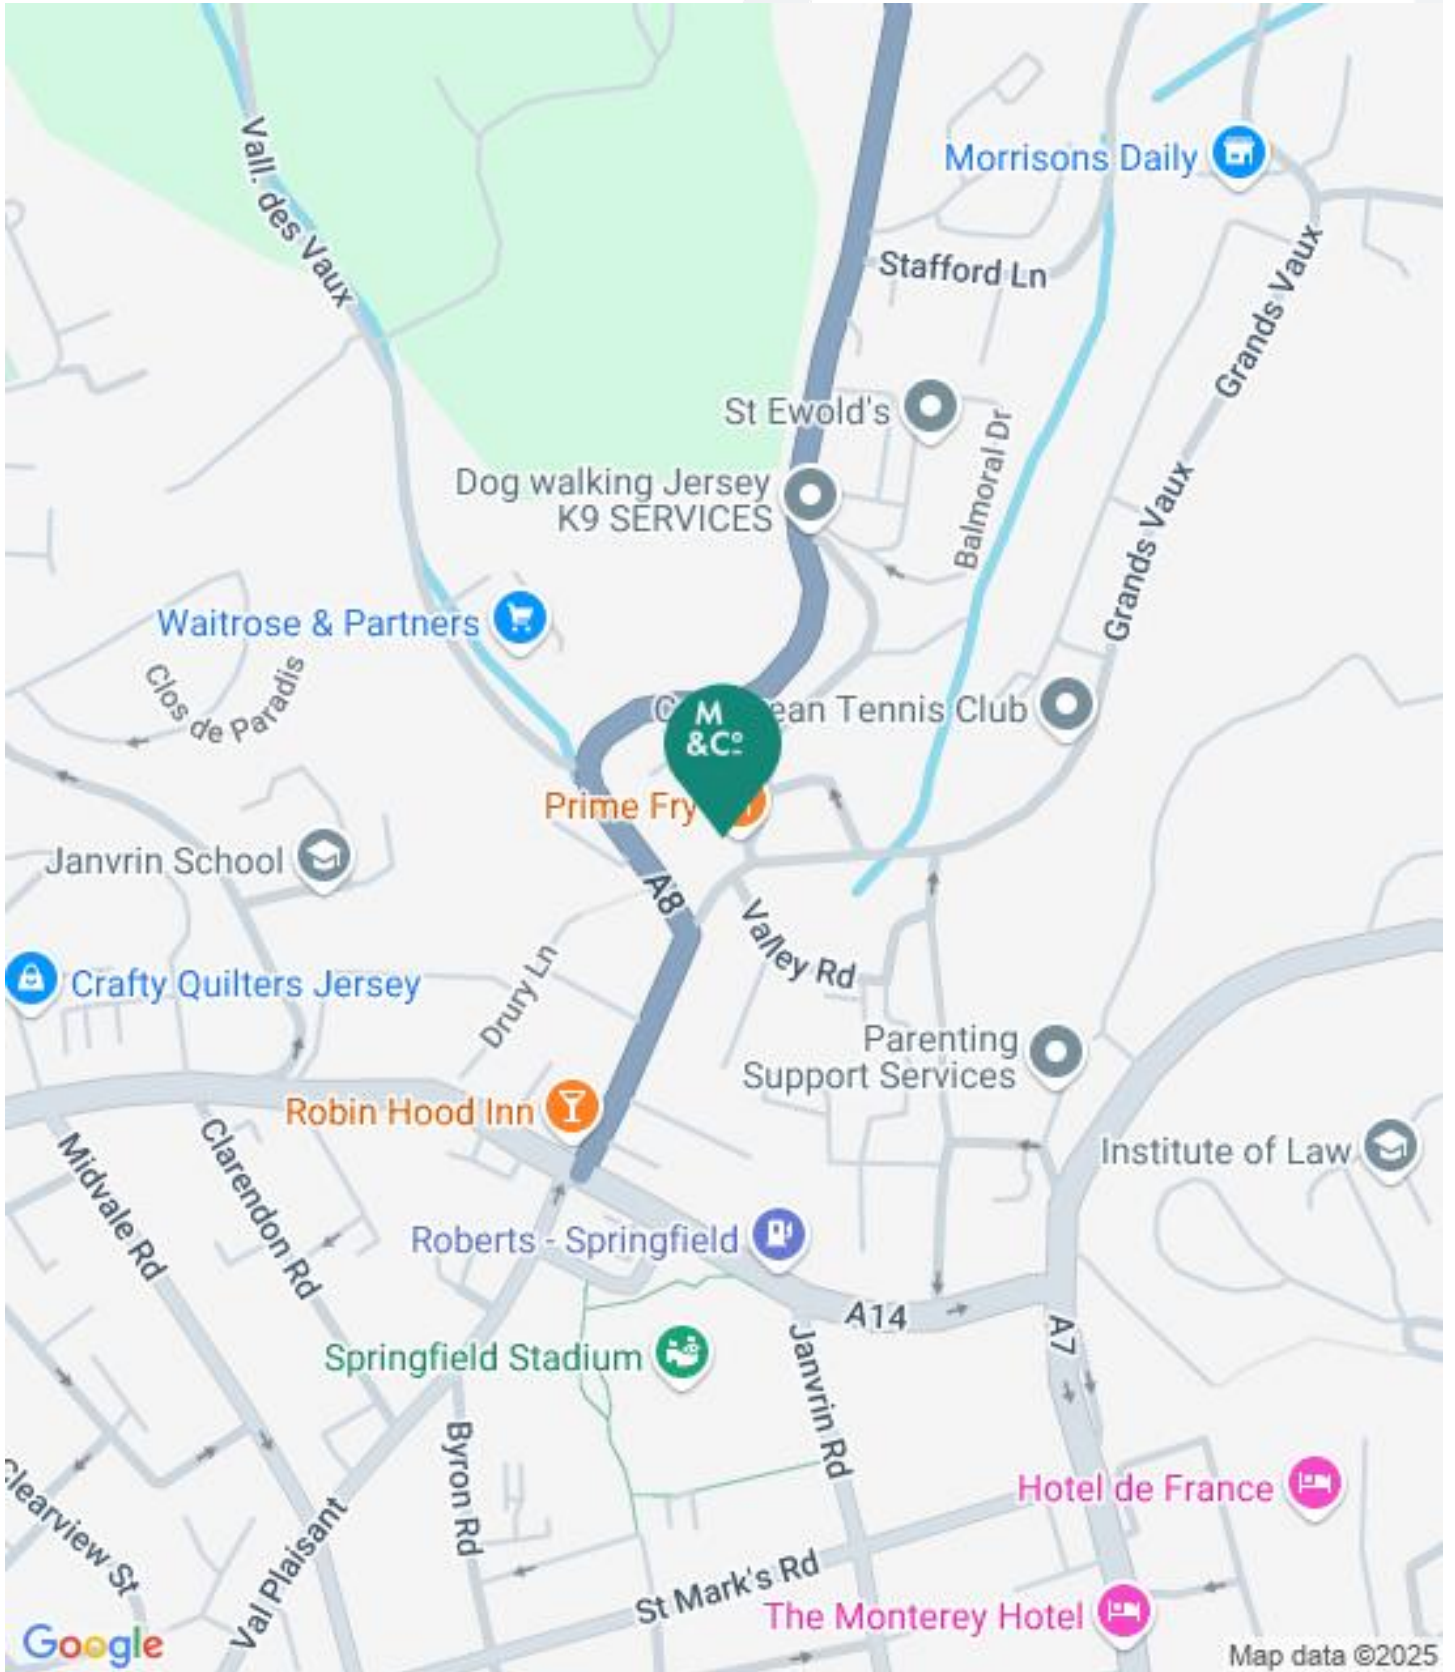 Vall. des Vaux
Morrisons Daily
Stafford Ln
Grands Vaux
St Ewold's
Balmoral Dr
Dog walking Jersey
K9 SERVICES
Grands Vaux
Waitrose & Partners
Clos de Paradis
Tennis Club
M
&Cº
Prime Fry
Janvrin School
A8
Valley Rd
Drury Ln
Crafty Quilters Jersey
Parenting
Support Services
Robin Hood Inn
Institute of Law
Midvale Rd
Clarendon Rd
Roberts - Springfield
A14
A7
Springfield Stadium
Janvrin Rd
Byron Rd
Hotel de France
Clearview St
Val Plaisant
St Mark's Rd
The Monterey Hotel
Google
Map data ©2025